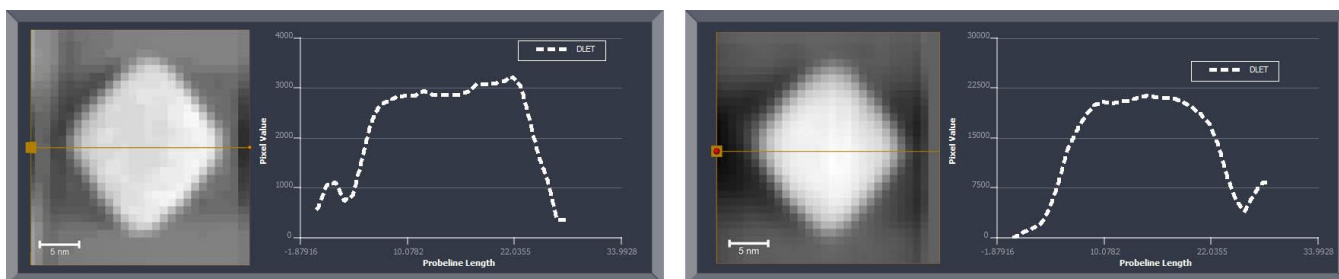 4000
DLET
3000
2000
1000
0
Pixel Value
-1.87916
10.0782
22.0355
33.9928
Probeline Length
5 nm
30000
DLET
22500
15000
7500
0
Pixel Value
-1.87916
10.0782
22.0355
33.9928
Probeline Length
5 nm